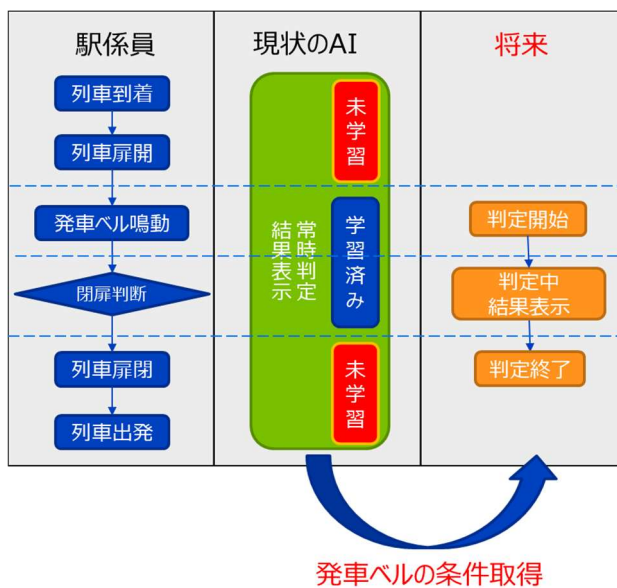 駅係員
現状のAI
将来
列車到着
列車扉開
発車ベル鳴動
閉扉判断
列車扉閉
列車出発
常時判定
結果表示
未学習
学習済み
未学習
判定開始
判定中
結果表示
判定終了
発車ベルの条件取得